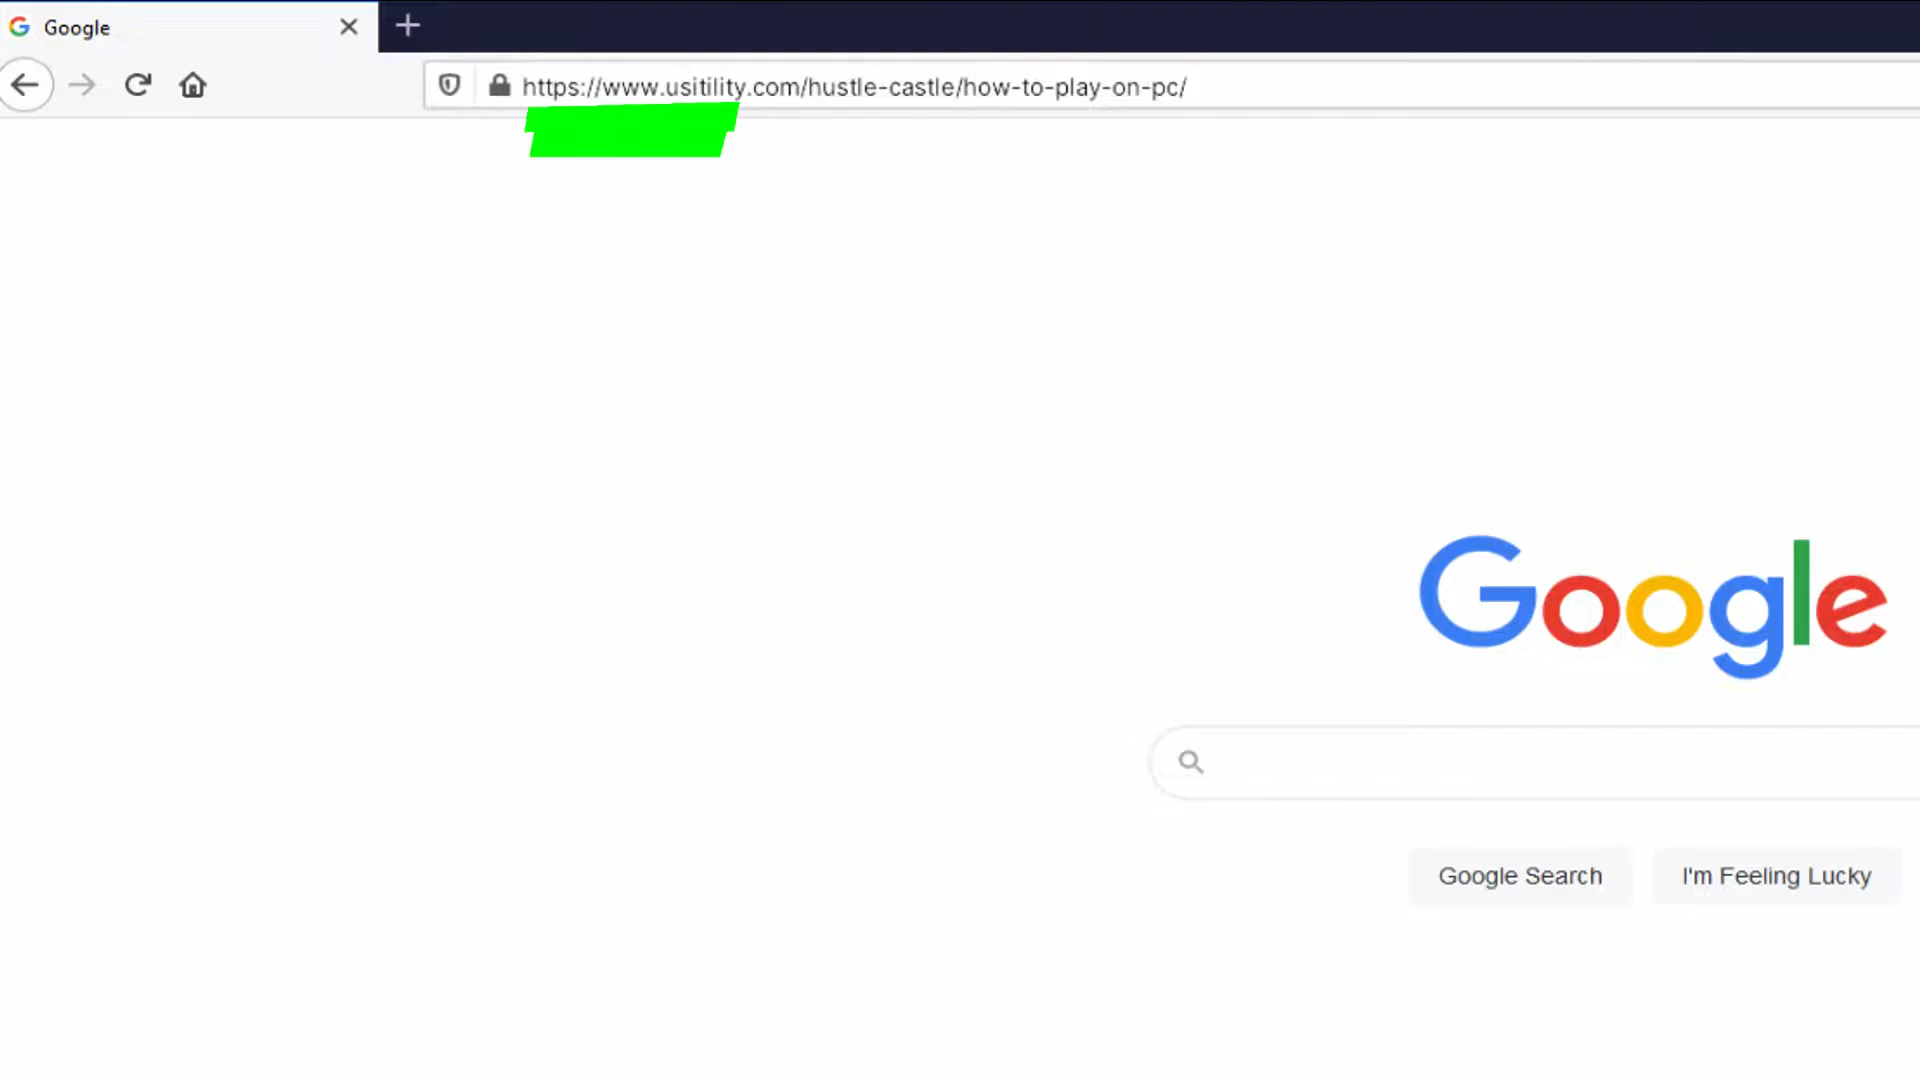 Google
https://www.usitility.com/hustle-castle/how-to-play-on-pc/
Google
Google Search
I'm Feeling Lucky